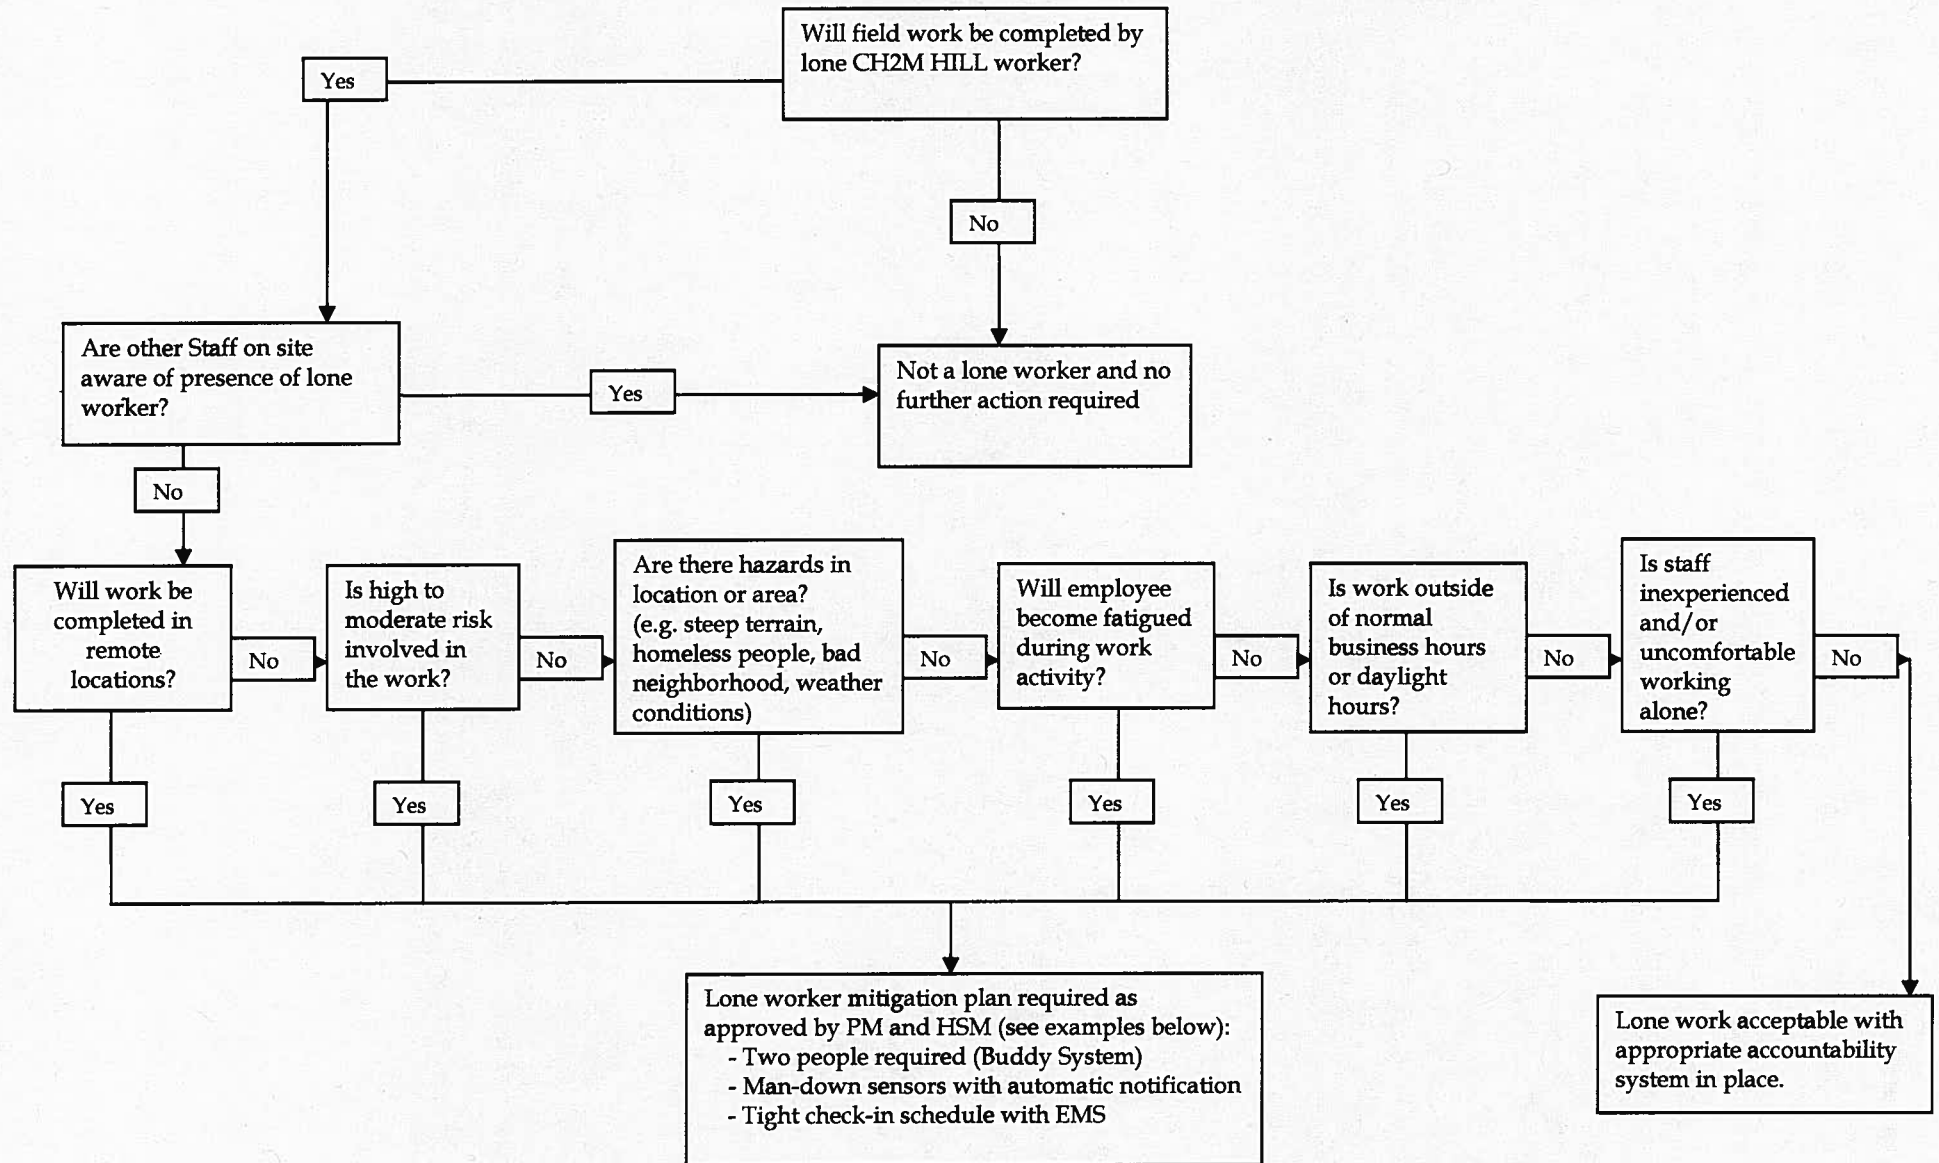 Will field work be completed by
lone CH2M HILL worker?
Yes
No
Are other Staff on site
aware of presence of lone
worker?
Yes
Not a lone worker and no
further action required
No
Will work be
completed in
remote
locations?
No
Is high to
moderate risk
involved in
the work?
No
Are there hazards in
location or area?
(e.g. steep terrain,
homeless people, bad
neighborhood, weather
conditions)
No
Will employee
become fatigued
during work
activity?
No
Is work outside
of normal
business hours
or daylight
hours?
No
Is staff
inexperienced
and/or
uncomfortable
working
alone?
No
Yes
Yes
Yes
Yes
Yes
Yes
Lone worker mitigation plan required as
approved by PM and HSM (see examples below):
- Two people required (Buddy System)
- Man-down sensors with automatic notification
- Tight check-in schedule with EMS
Lone work acceptable with
appropriate accountability
system in place.